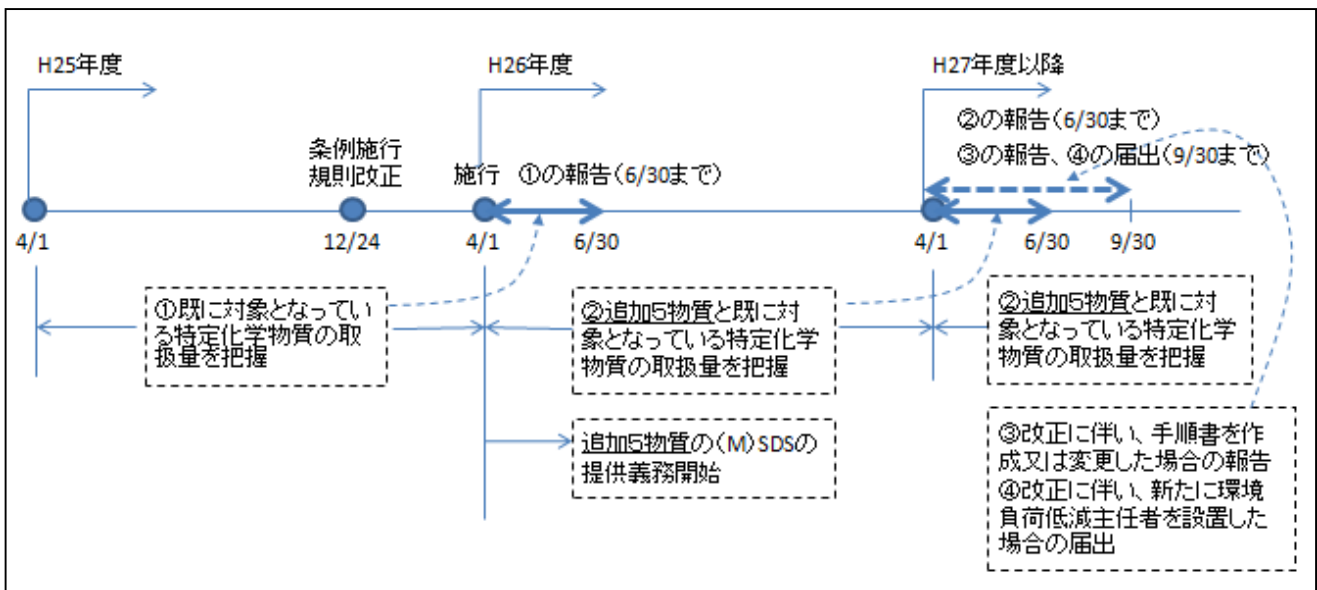 H25年度
H26年度
H27年度以降
②の報告(6/30まで)
③の報告、④の届出(9/30まで)
条例施行
規則改正
施行
①の報告(6/30まで)
4/1
12/24
4/1
6/30
4/1
6/30
9/30
①既に対象となってい
る特定化学物質の取
扱量を把握
②追加5物質と既に対
象となっている特定化学
物質の取扱量を把握
②追加5物質と既に対
象となっている特定化学
物質の取扱量を把握
追加5物質の(M)SDSの
提供義務開始
③改正に伴い、手順書を作
成又は変更した場合の報告
④改正に伴い、新たに環境
負荷低減主任者を設置した
場合の届出